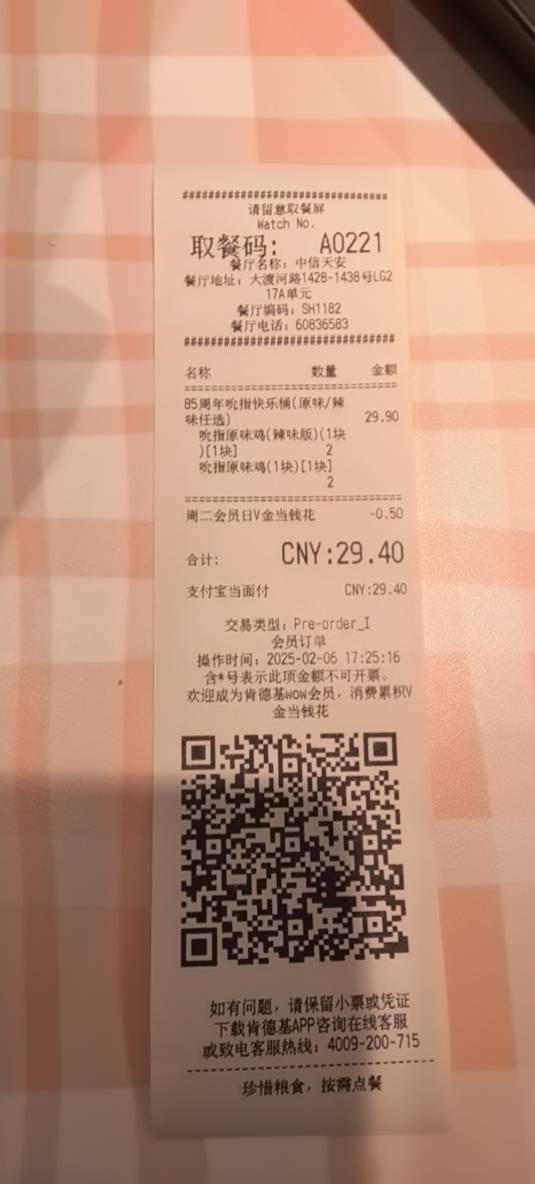 ################################
请留意取餐屏
Watch No.
取餐码: A0221
餐厅名称: 中信天安
餐厅地址: 大渡河路1428-1438号LG2
17A单元
餐厅编码: SH1182
餐厅电话: 60836583
################################
名称 数量 金额
================================
85周年吮指快乐桶(原味/辣
味任选) 29.90
吮指原味鸡(辣味版)(1块
)[1块] 2
吮指原味鸡(1块)[1块]
2
================================
周二会员日V金当钱花 -0.50
合计: CNY:29.40
支付宝当面付 CNY:29.40
交易类型: Pre-order_I
会员订单
操作时间: 2025-02-06 17:25:16
含*号表示此项金额不可开票。
欢迎成为肯德基wow会员, 消费累积V
金当钱花
如有问题, 请保留小票或凭证
下载肯德基APP咨询在线客服
或致电客服热线: 4009-200-715
--------------------------------
珍惜粮食, 按需点餐